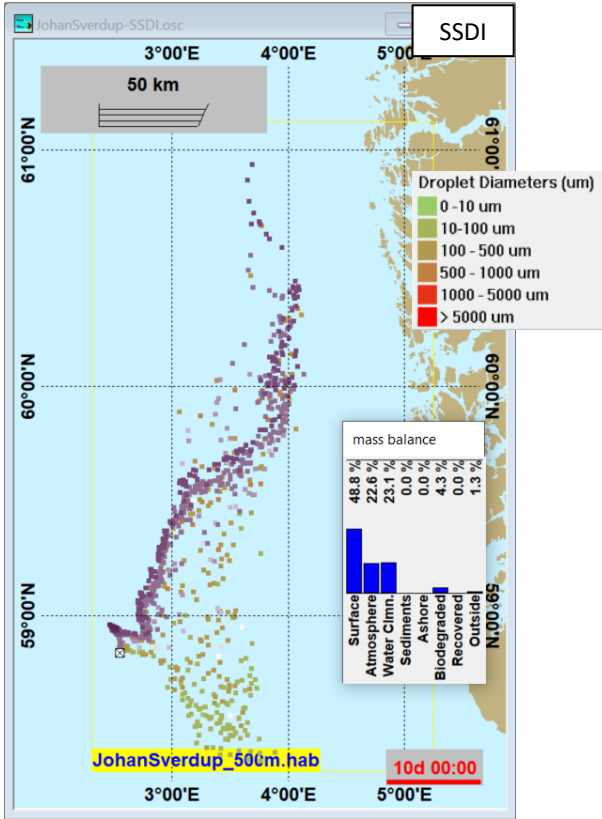 JohanSverdup-SSDI.osc
SSDI
3°00'E 4°00'E 5°00'E
50 km
61°00'N
61°00'N
Droplet Diameters (um)
0 -10 um
10-100 um
100 - 500 um
500 - 1000 um
1000 - 5000 um
> 5000 um
60°00'N
60°00'N
mass balance
48.8 %
22.6 %
23.1 %
0.0 %
0.0 %
4.3 %
0.0 %
1.3 %
Surface
Atmosphere
Water Clmn.
Sediments
Ashore
Biodegraded
Recovered
Outside
59°00'N
59°00'N
JohanSverdup_500m.hab
10d 00:00
3°00'E 4°00'E 5°00'E